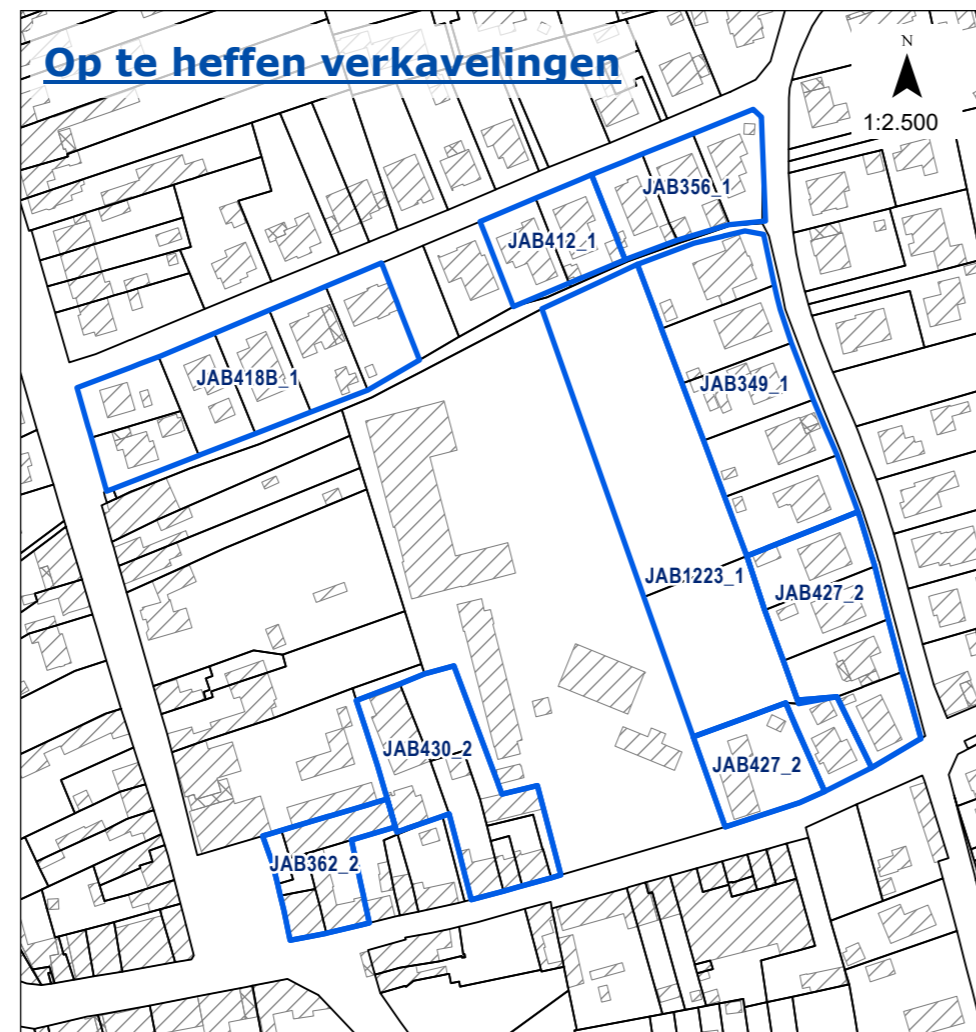 Op te heffen verkavelingen
N
1:2.500
JAB356_1
JAB412_1
JAB418B_1
JAB349_1
JAB1223_1
JAB427_2
JAB430_2
JAB427_2
JAB362_2